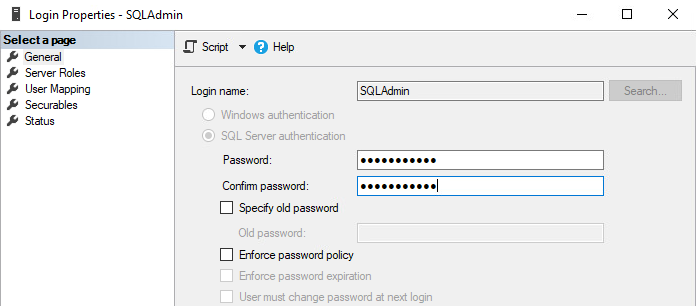 Login Properties - SQLAdmin
Select a page
General
Server Roles
User Mapping
Securables
Status
Script
Help
Login name:
SQLAdmin
Search...
Windows authentication
SQL Server authentication
Password:
●●●●●●●●●●●
Confirm password:
●●●●●●●●●●●
Specify old password
Old password:
Enforce password policy
Enforce password expiration
User must change password at next login